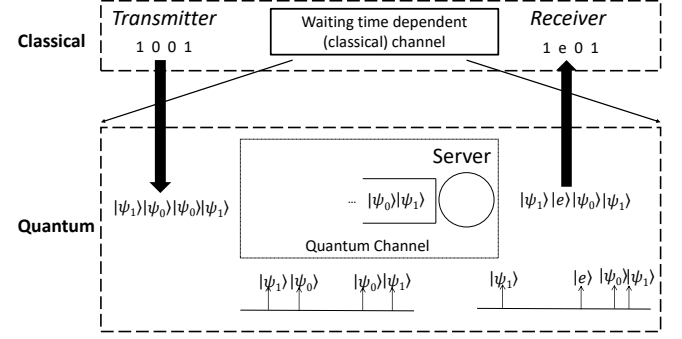 Transmitter
Waiting time dependent
(classical) channel
Receiver
Classical
1 0 0 1
1 e 0 1
Server
|ψ₁⟩|ψ₀⟩|ψ₀⟩|ψ₁⟩
... |ψ₀⟩|ψ₁⟩
|ψ₁⟩|e⟩|ψ₀⟩|ψ₁⟩
Quantum
Quantum Channel
|ψ₁⟩|ψ₀⟩ |ψ₀⟩|ψ₁⟩
|ψ₁⟩ |e⟩ |ψ₀⟩|ψ₁⟩